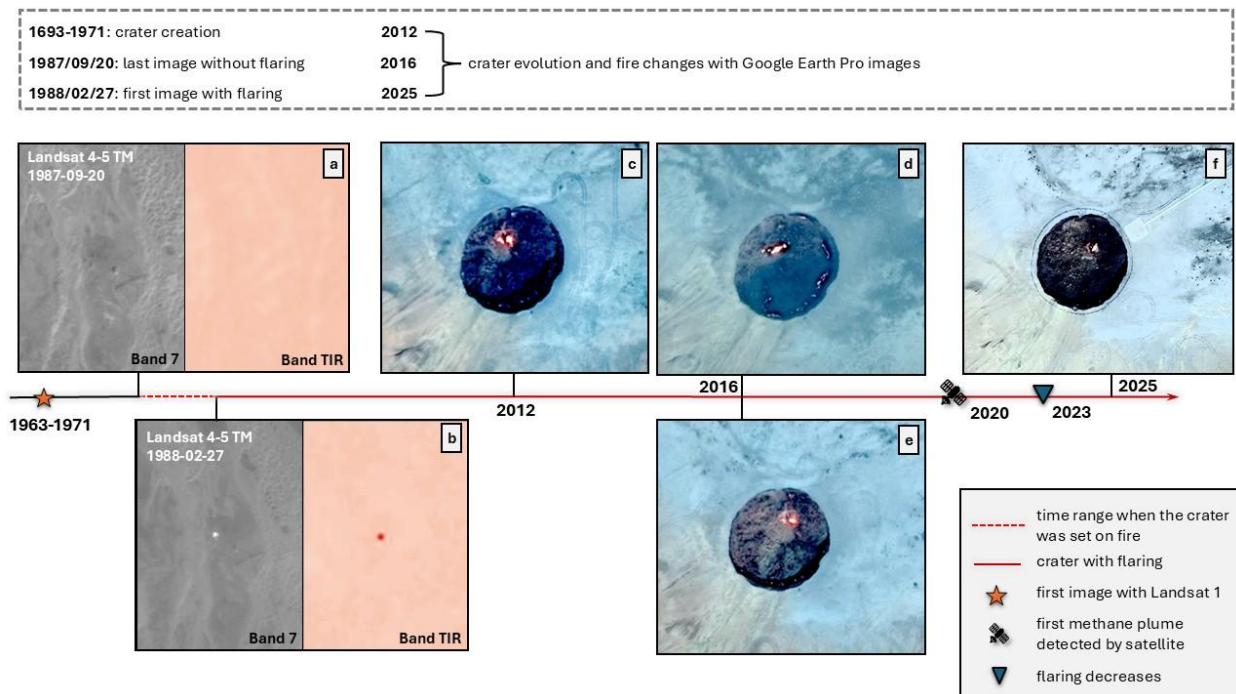 1693-1971: crater creation
1987/09/20: last image without flaring
1988/02/27: first image with flaring
2012
2016
2025
crater evolution and fire changes with Google Earth Pro images
Landsat 4-5 TM
1987-09-20
a
Band 7
Band TIR
c
d
f
1963-1971
2012
2016
2020
2023
2025
Landsat 4-5 TM
1988-02-27
b
Band 7
Band TIR
e
time range when the crater
was set on fire
crater with flaring
first image with Landsat 1
first methane plume
detected by satellite
flaring decreases